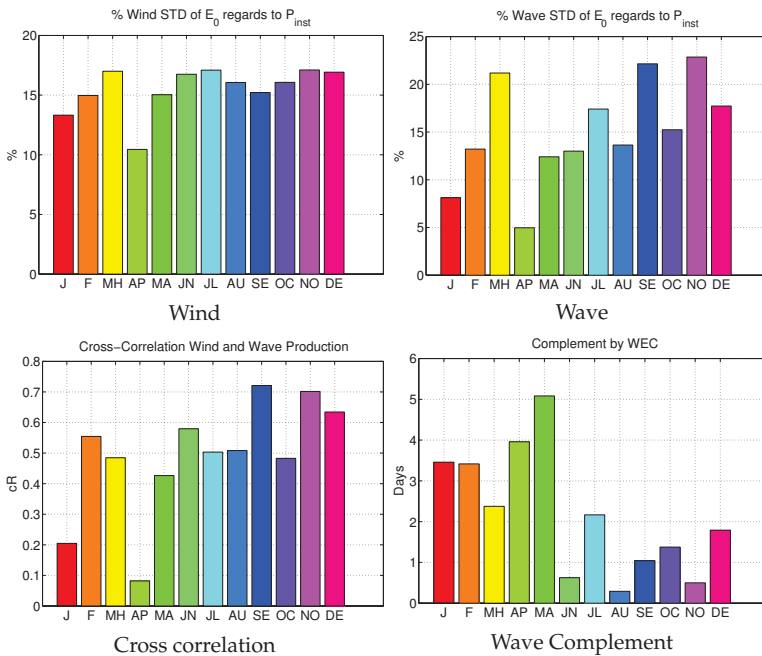 % Wind STD of E0 regards to Pinst
%
20
15
10
5
0
J F MH AP MA JN JL AU SE OC NO DE
Wind
% Wave STD of E0 regards to Pinst
%
25
20
15
10
5
0
J F MH AP MA JN JL AU SE OC NO DE
Wave
Cross−Correlation Wind and Wave Production
cR
0.8
0.7
0.6
0.5
0.4
0.3
0.2
0.1
0
J F MH AP MA JN JL AU SE OC NO DE
Cross correlation
Complement by WEC
Days
6
5
4
3
2
1
0
J F MH AP MA JN JL AU SE OC NO DE
Wave Complement